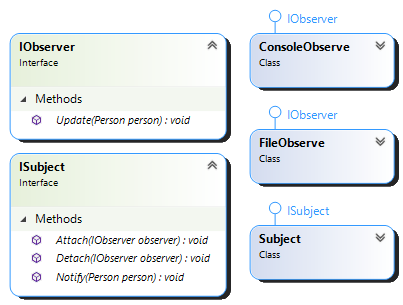 IObserver
Interface
Methods
Update(Person person) : void
ISubject
Interface
Methods
Attach(IObserver observer) : void
Detach(IObserver observer) : void
Notify(Person person) : void
IObserver
ConsoleObserve
Class
IObserver
FileObserve
Class
ISubject
Subject
Class